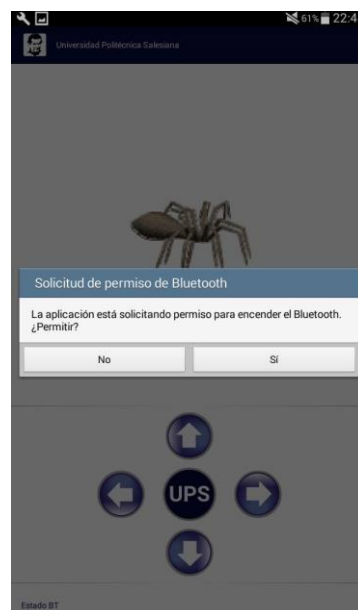 61% 22:4
Universidad Politécnica Salesiana
Solicitud de permiso de Bluetooth
La aplicación está solicitando permiso para encender el Bluetooth.
¿Permitir?
No Sí
UPS
Estado BT